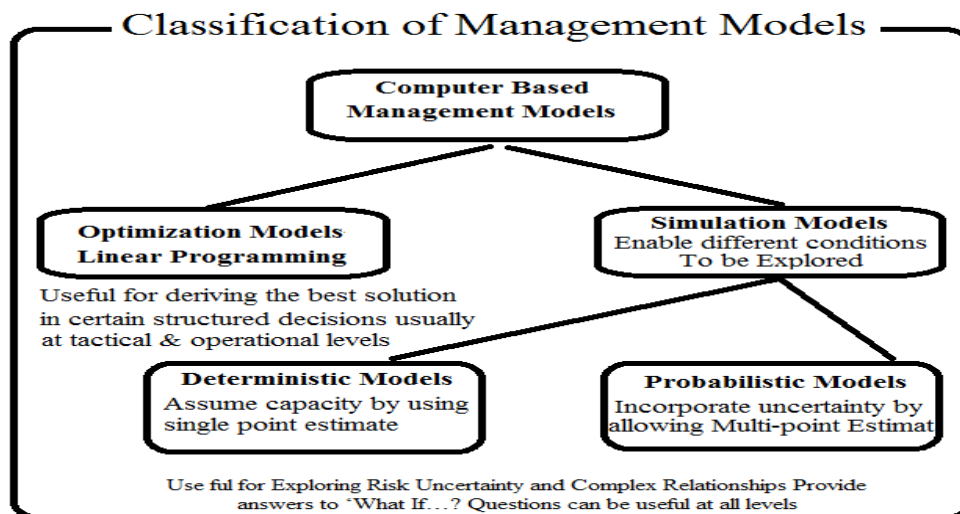 Classification of Management Models
Computer Based
Management Models
Optimization Models
Linear Programming
Simulation Models
Enable different conditions
To be Explored
Useful for deriving the best solution
in certain structured decisions usually
at tactical & operational levels
Deterministic Models
Assume capacity by using
single point estimate
Probabilistic Models
Incorporate uncertainty by
allowing Multi-point Estimat
Use ful for Exploring Risk Uncertainty and Complex Relationships Provide
answers to ‘What If...? Questions can be useful at all levels